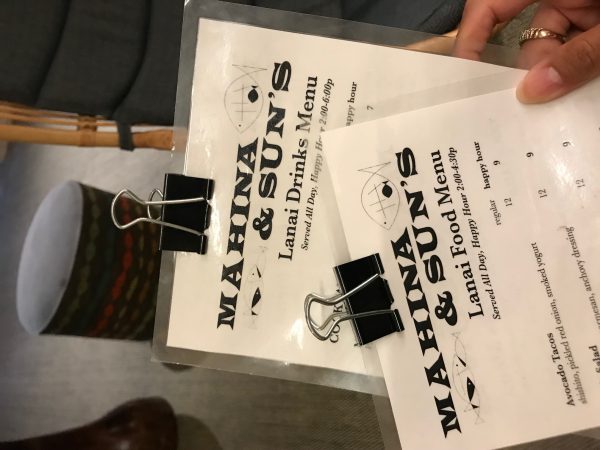 MAHINA
& SUN'S
Lanai Drinks Menu
Served All Day, Happy Hour 2:00-6:00p
happy hour
7
MAHINA
& SUN'S
Lanai Food Menu
Served All Day, Happy Hour 2:00-4:30p
regular happy hour
12 9
Avocado Tacos
shishito, pickled red onion, smoked yogurt
12 9
Salad
parmesan, anchovy dressing
12 9